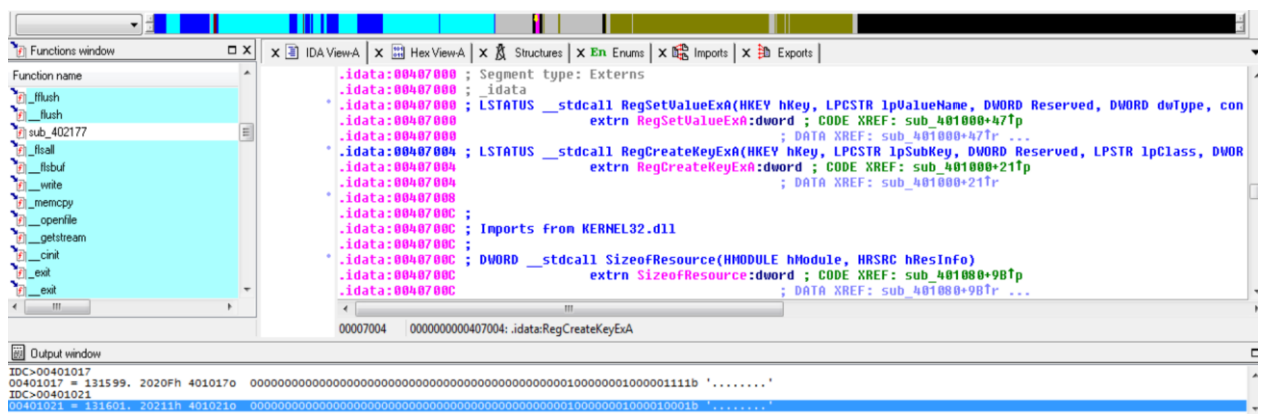 Functions window
X IDA View-A X Hex View-A X Structures X En Enums X Imports X Exports
Function name
_fflush
__flush
sub_402177
_flsall
__flsbuf
__write
_memcpy
__openfile
__getstream
__cinit
_exit
__exit
.idata:00407000 ; Segment type: Externs
.idata:00407000 ; _idata
.idata:00407000 ; LSTATUS __stdcall RegSetValueExA(HKEY hKey, LPCSTR lpValueName, DWORD Reserved, DWORD dwType, con
.idata:00407000 extrn RegSetValueExA:dword ; CODE XREF: sub_401000+47↑p
.idata:00407000 ; DATA XREF: sub_401000+47↑r ...
.idata:00407004 ; LSTATUS __stdcall RegCreateKeyExA(HKEY hKey, LPCSTR lpSubKey, DWORD Reserved, LPSTR lpClass, DWOR
.idata:00407004 extrn RegCreateKeyExA:dword ; CODE XREF: sub_401000+21↑p
.idata:00407004 ; DATA XREF: sub_401000+21↑r
.idata:00407008
.idata:0040700C ;
.idata:0040700C ; Imports from KERNEL32.dll
.idata:0040700C ;
.idata:0040700C ; DWORD __stdcall SizeofResource(HMODULE hModule, HRSRC hResInfo)
.idata:0040700C extrn SizeofResource:dword ; CODE XREF: sub_401080+9B↑p
.idata:0040700C ; DATA XREF: sub_401080+9B↑r ...
00007004 0000000000407004: .idata:RegCreateKeyExA
Output window
IDC>00401017
00401017 = 131599. 2020Fh 401017o 0000000000000000000000000000000000000000000000100000001000001111b '........'
IDC>00401021
00401021 = 131601. 20211h 401021o 0000000000000000000000000000000000000000000000100000001000010001b '........'